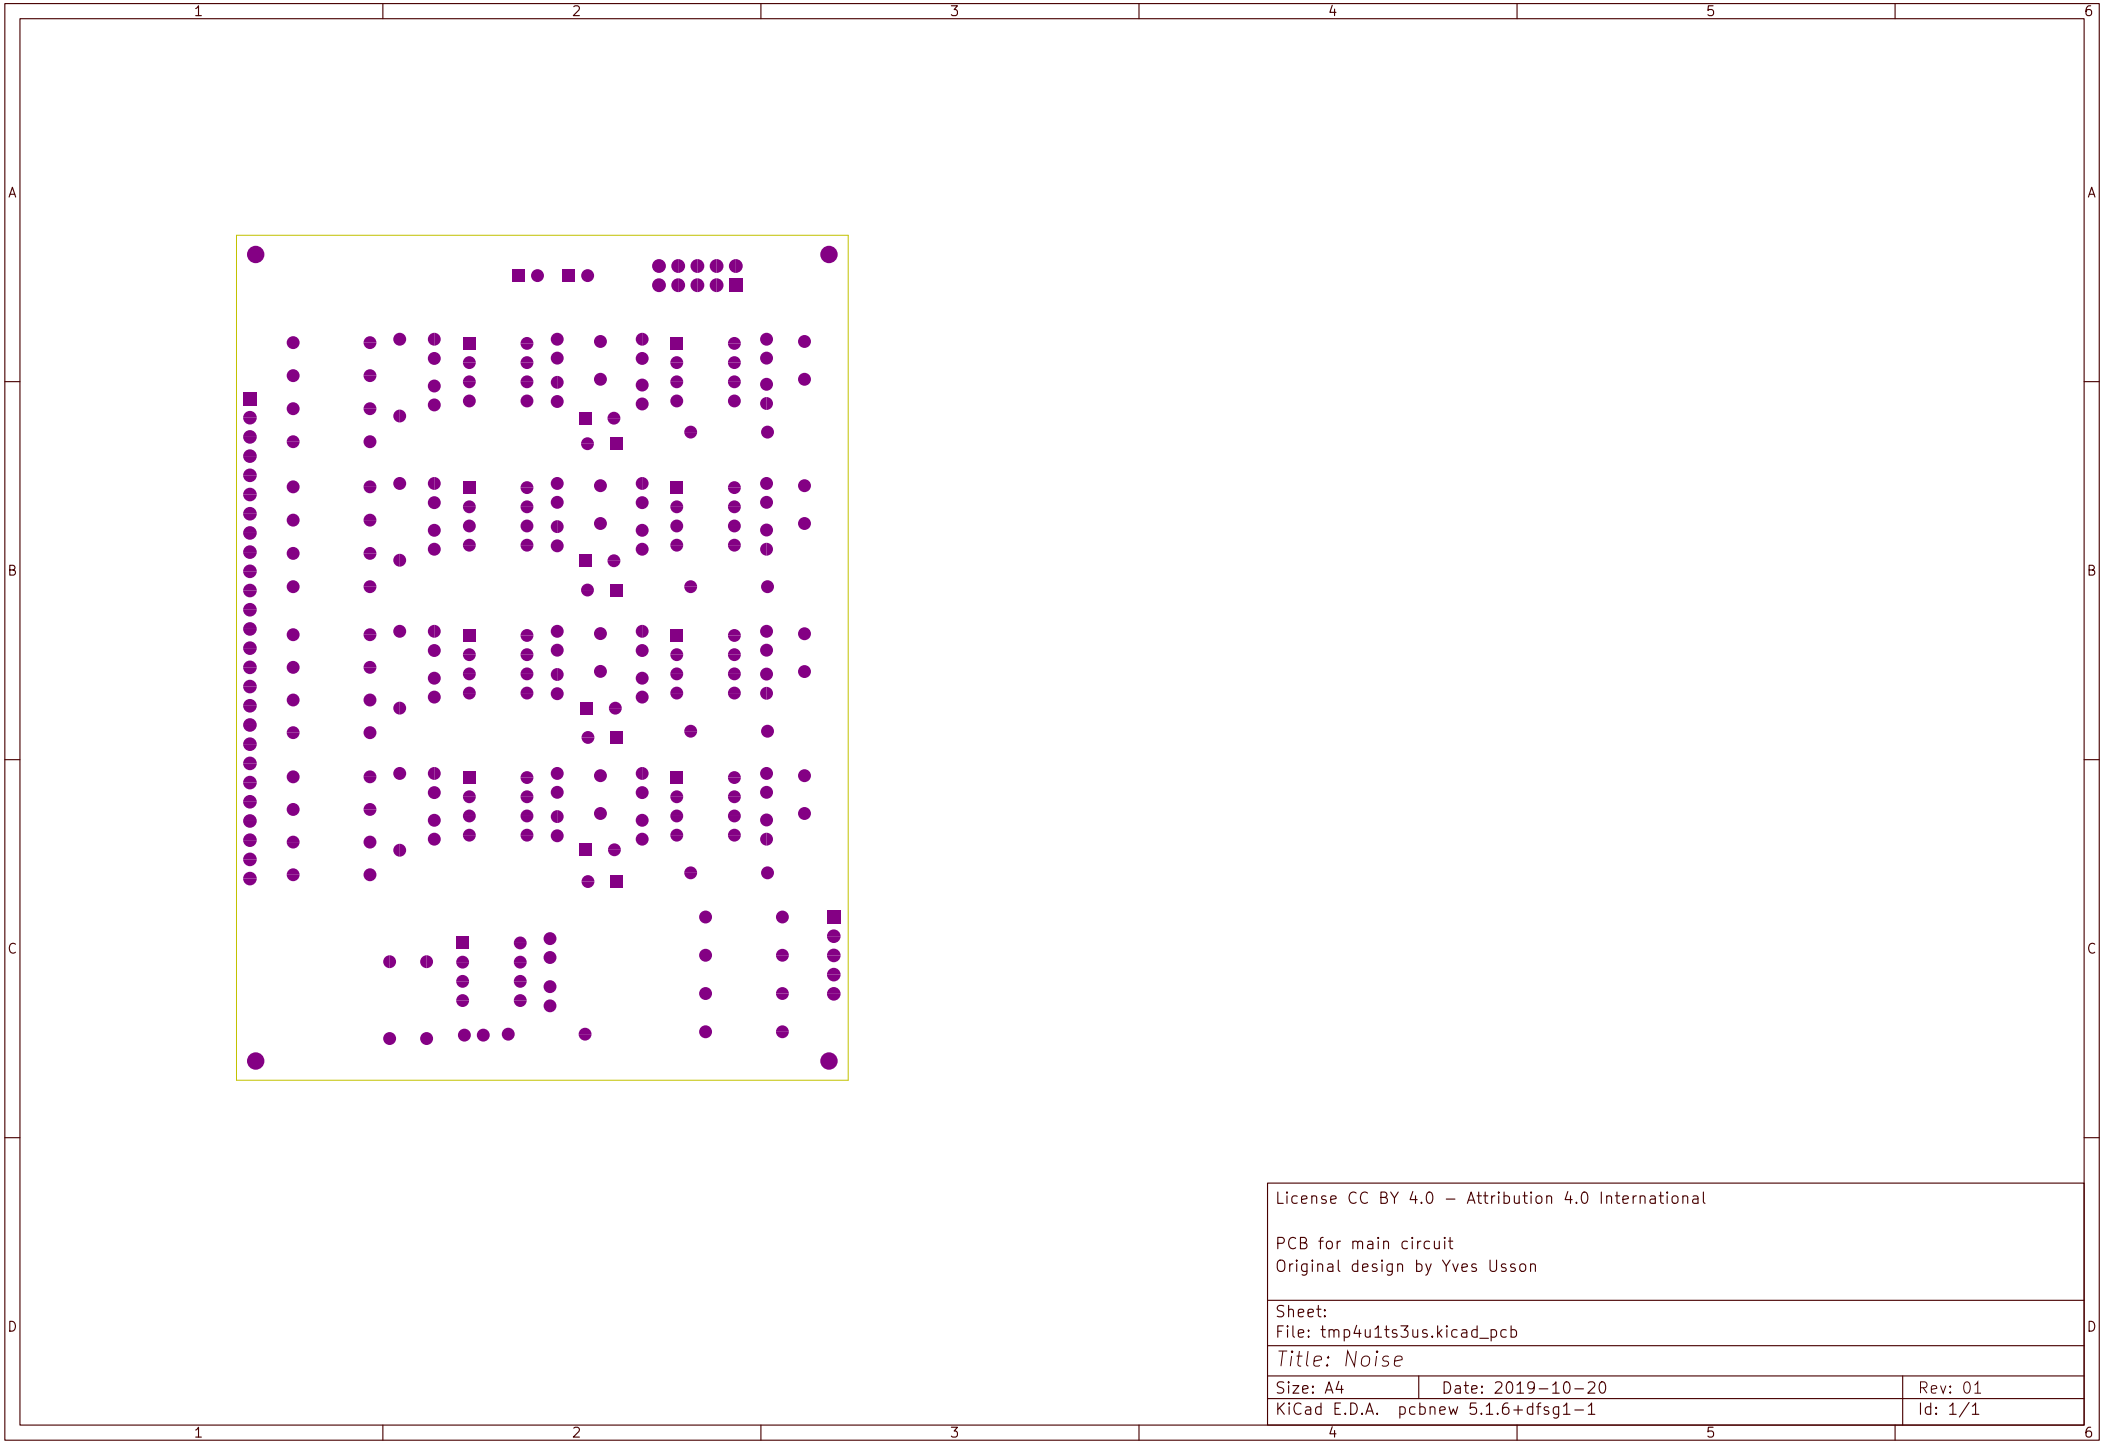 1 2 3 4 5 6
A A
B B
C C
D D
License CC BY 4.0 – Attribution 4.0 International
PCB for main circuit
Original design by Yves Usson
Sheet:
File: tmp4u1ts3us.kicad_pcb
Title: Noise
Size: A4 Date: 2019-10-20 Rev: 01
KiCad E.D.A. pcbnew 5.1.6+dfsg1-1 Id: 1/1
1 2 3 4 5 6